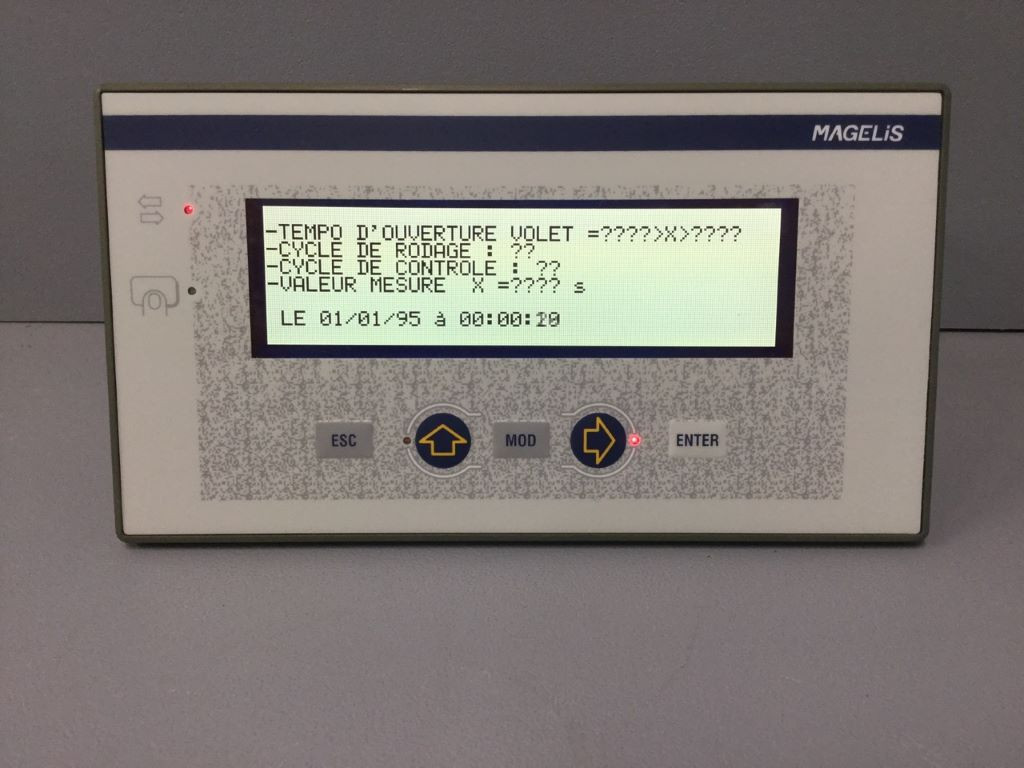 MAGELiS
-TEMPO D'OUVERTURE VOLET =????>X>????
-CYCLE DE RODAGE : ??
-CYCLE DE CONTROLE : ??
-VALEUR MESURE X =???? s
LE 01/01/95 à 00:00:
ESC MOD ENTER